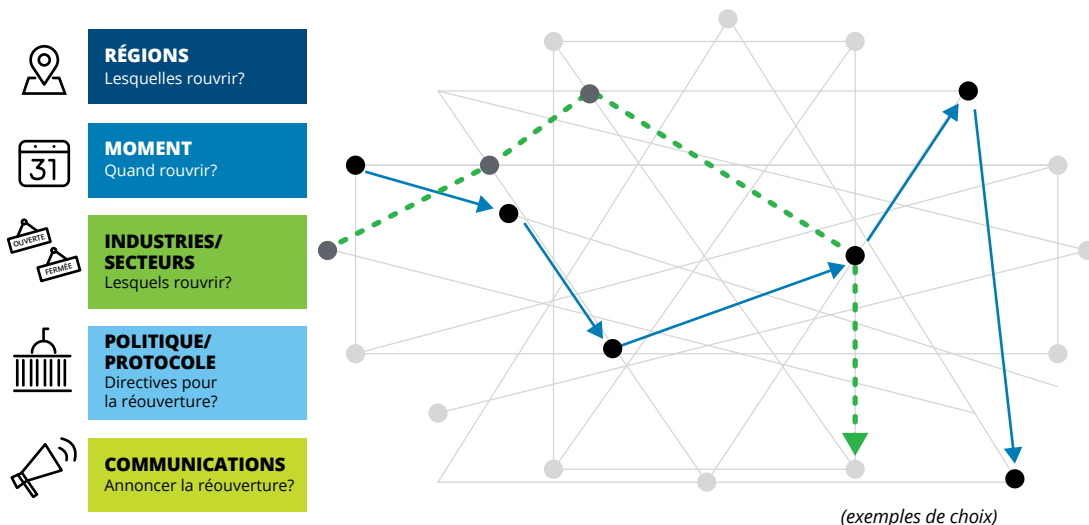 RÉGIONS
Lesquelles rouvrir?
31
MOMENT
Quand rouvrir?
OUVERTE
FERMÉE
INDUSTRIES/
SECTEURS
Lesquels rouvrir?
POLITIQUE/
PROTOCOLE
Directives pour
la réouverture?
COMMUNICATIONS
Annoncer la réouverture?
(exemples de choix)